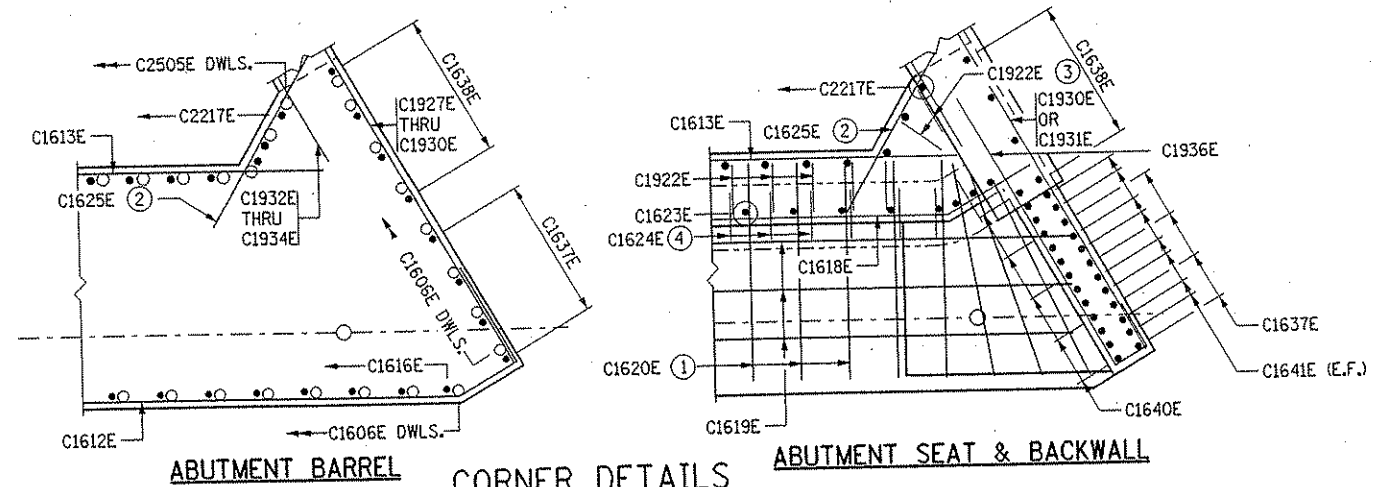 C2505E DWLS.
C2217E
C1613E
C1625E ②
C1932E
THRU
C1934E
C1927E
THRU
C1930E
C1638E
C1637E
C1606E DWLS.
C1616E
C1612E
C1606E DWLS.
ABUTMENT BARREL
CORNER DETAILS
C2217E
C1613E
C1625E ②
C1922E ③
C1930E
OR
C1931E
C1638E
C1936E
C1922E
C1623E
C1624E ④
C1618E
C1620E ①
C1619E
C1637E
C1641E (E.F.)
C1640E
ABUTMENT SEAT & BACKWALL